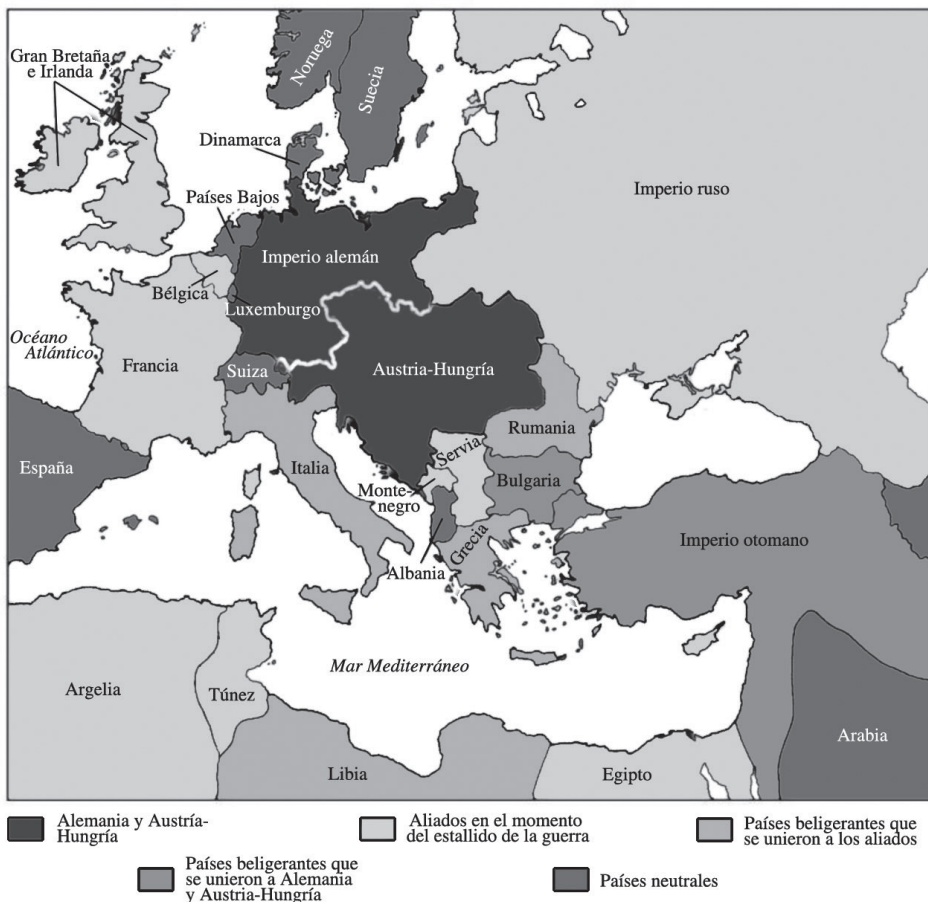 Gran Bretaña
e Irlanda
Noruega
Suecia
Dinamarca
Países Bajos
Imperio ruso
Imperio alemán
Bélgica
Luxemburgo
Océano
Atlántico
Francia
Suiza
Austria-Hungría
Rumania
España
Italia
Servia
Bulgaria
Monte-
negro
Grecia
Imperio otomano
Albania
Mar Mediterráneo
Argelia
Túnez
Arabia
Libia
Egipto
Alemania y Austría-
Hungría
Aliados en el momento
del estallido de la guerra
Países beligerantes que
se unieron a los aliados
Países beligerantes que
se unieron a Alemania
y Austria-Hungría
Países neutrales